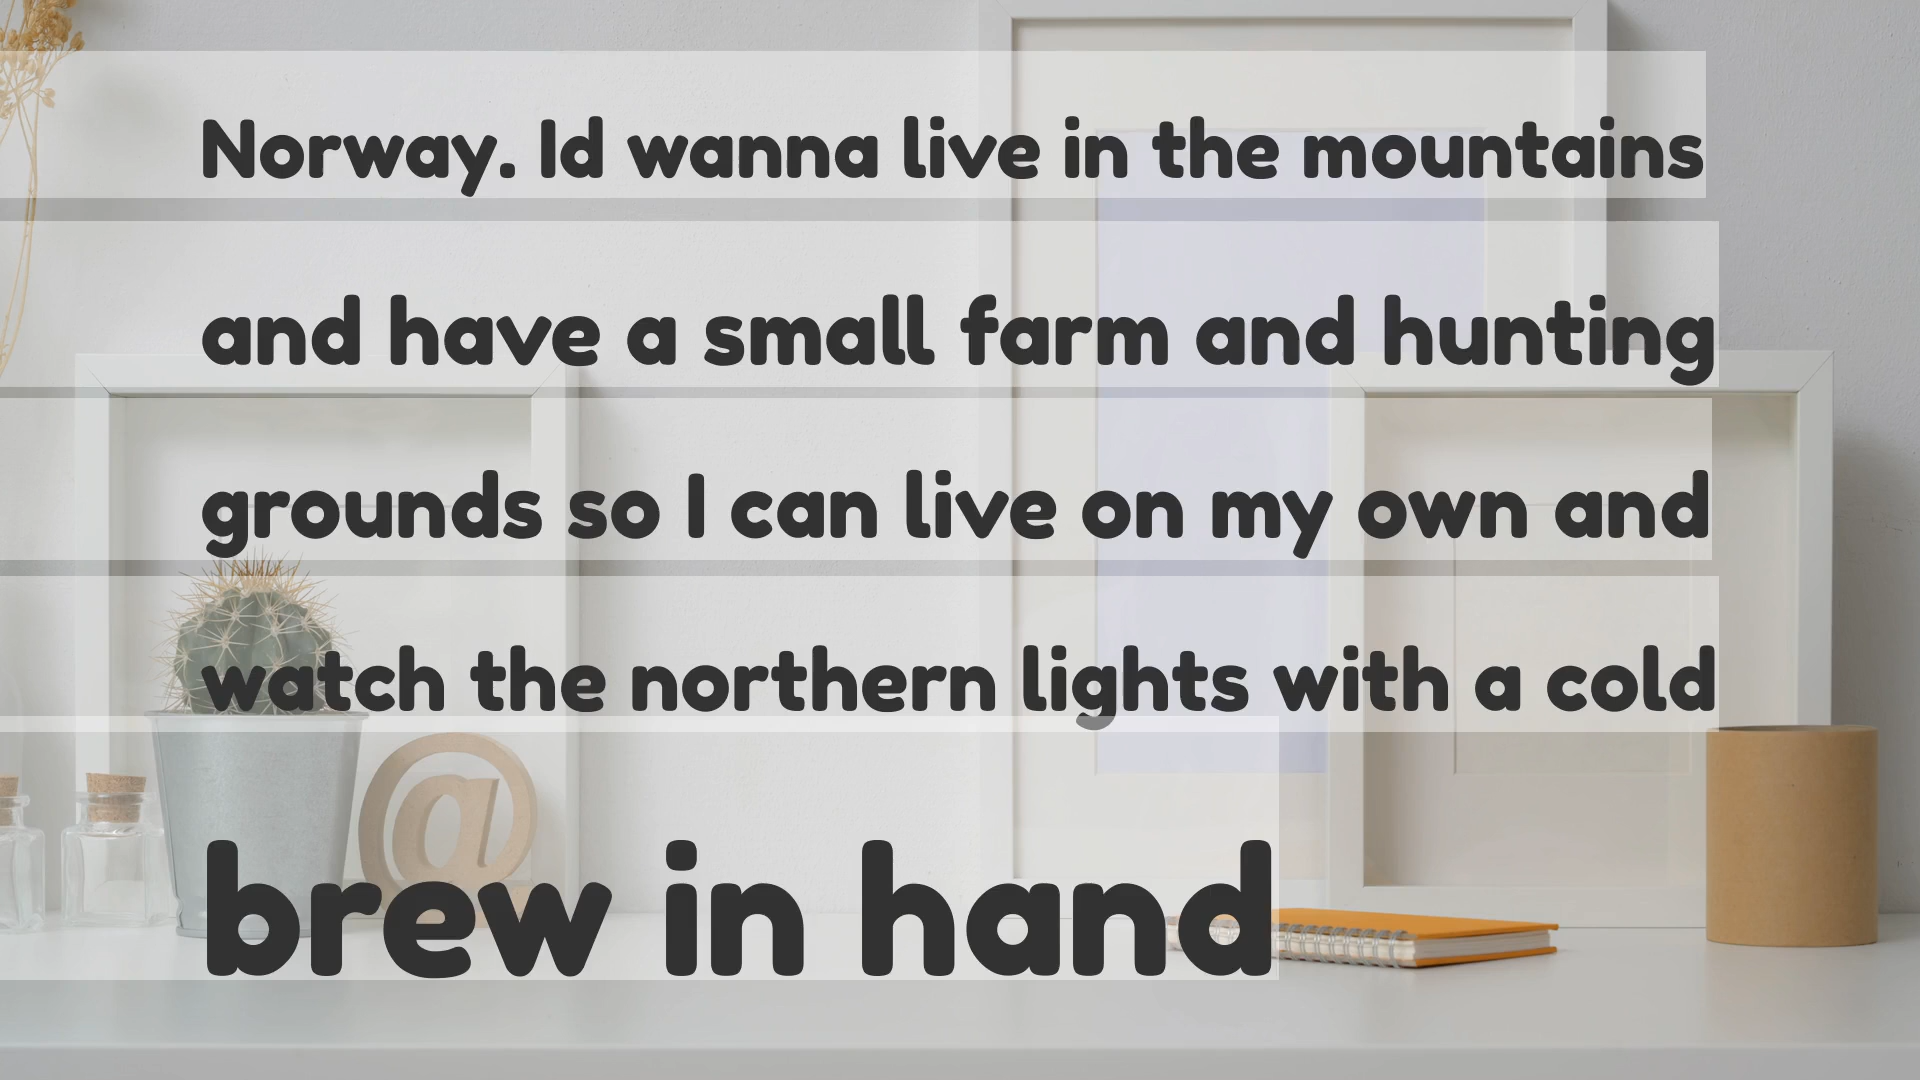 Norway. Id wanna live in the mountains
and have a small farm and hunting
grounds so I can live on my own and
watch the northern lights with a cold
brew in hand
@